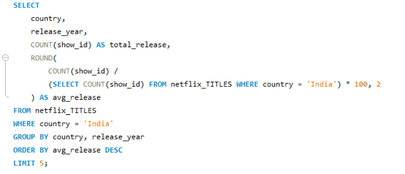 SELECT
country,
release_year,
COUNT(show_id) AS total_release,
ROUND(
COUNT(show_id) /
(SELECT COUNT(show_id) FROM netflix_TITLES WHERE country = 'India') * 100, 2
) AS avg_release
FROM netflix_TITLES
WHERE country = 'India'
GROUP BY country, release_year
ORDER BY avg_release DESC
LIMIT 5;